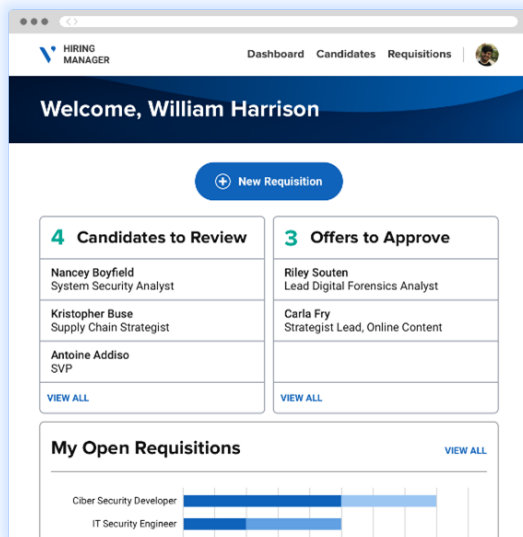 HIRING
MANAGER
Dashboard Candidates Requisitions
Welcome, William Harrison
New Requisition
4 Candidates to Review
Nancey Boyfield
System Security Analyst
Kristopher Buse
Supply Chain Strategist
Antoine Addiso
SVP
VIEW ALL
3 Offers to Approve
Riley Souten
Lead Digital Forensics Analyst
Carla Fry
Strategist Lead, Online Content
VIEW ALL
My Open Requisitions
VIEW ALL
Ciber Security Developer
IT Security Engineer